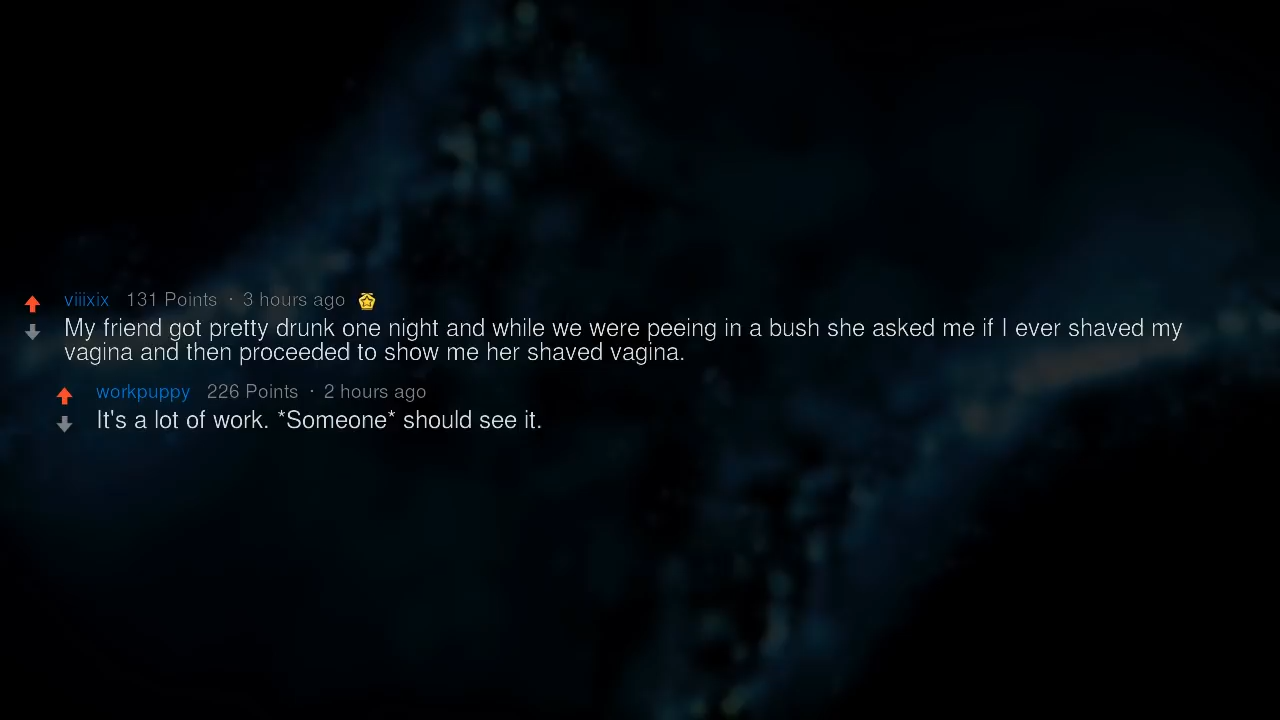 viiixix 131 Points · 3 hours ago
My friend got pretty drunk one night and while we were peeing in a bush she asked me if I ever shaved my
vagina and then proceeded to show me her shaved vagina.
workpuppy 226 Points · 2 hours ago
It's a lot of work. *Someone* should see it.